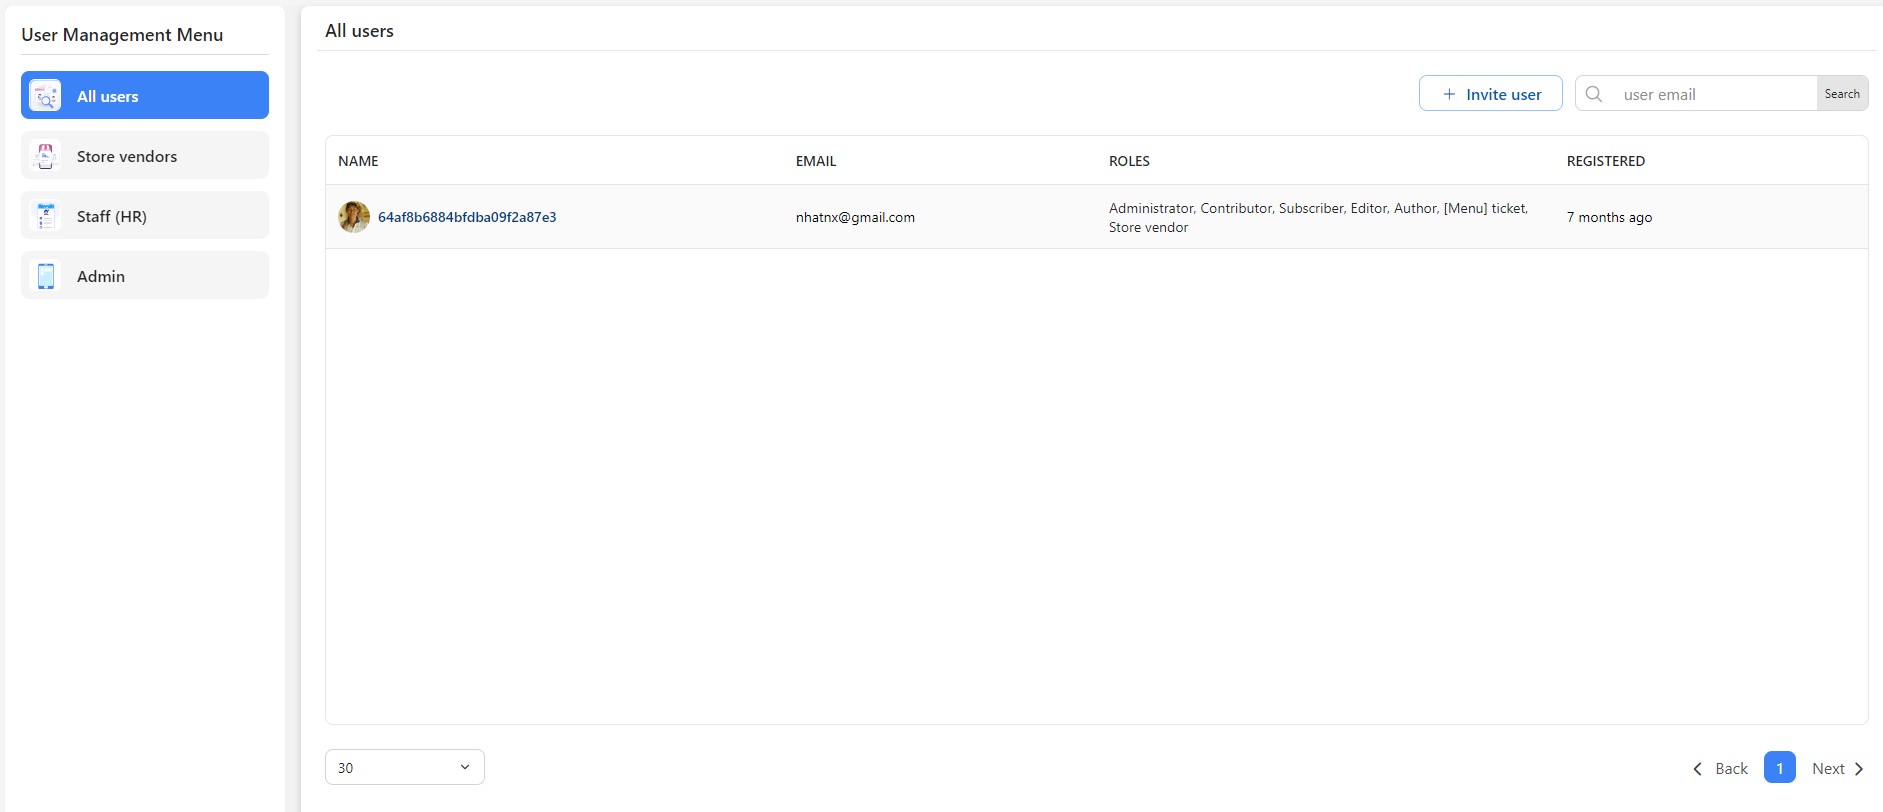 User Management Menu
All users
Store vendors
Staff (HR)
Admin
All users
Invite user
user email
Search
NAME EMAIL ROLES REGISTERED
64af8b6884bfdba09f2a87e3 nhatnx@gmail.com Administrator, Contributor, Subscriber, Editor, Author, [Menu] ticket, 7 months ago
Store vendor
30
Back 1 Next